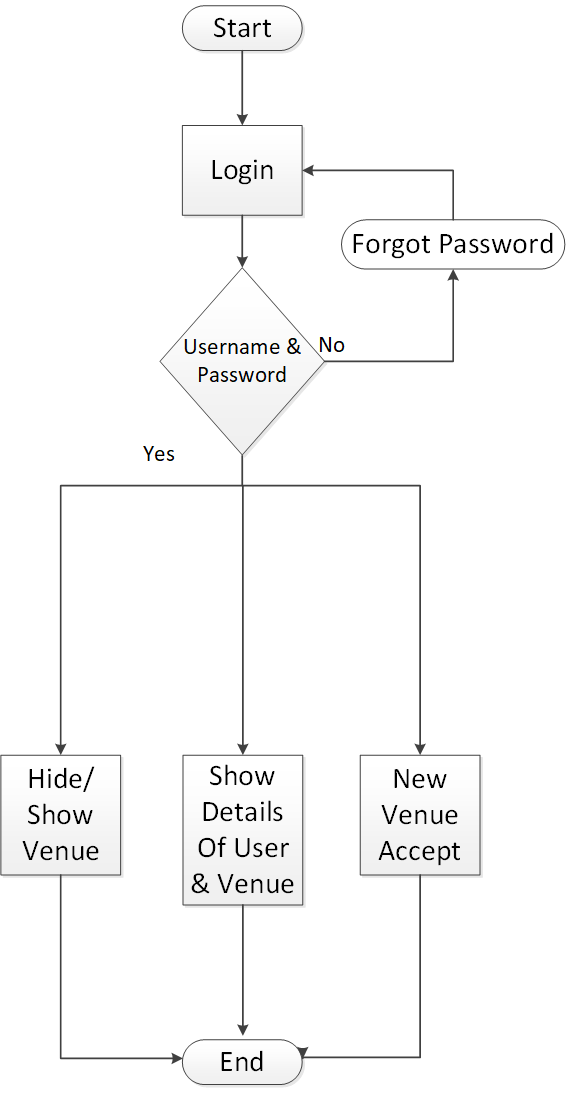 Start
Login
Forgot Password
Username &
Password
No
Yes
Hide/
Show
Venue
Show
Details
Of User
& Venue
New
Venue
Accept
End